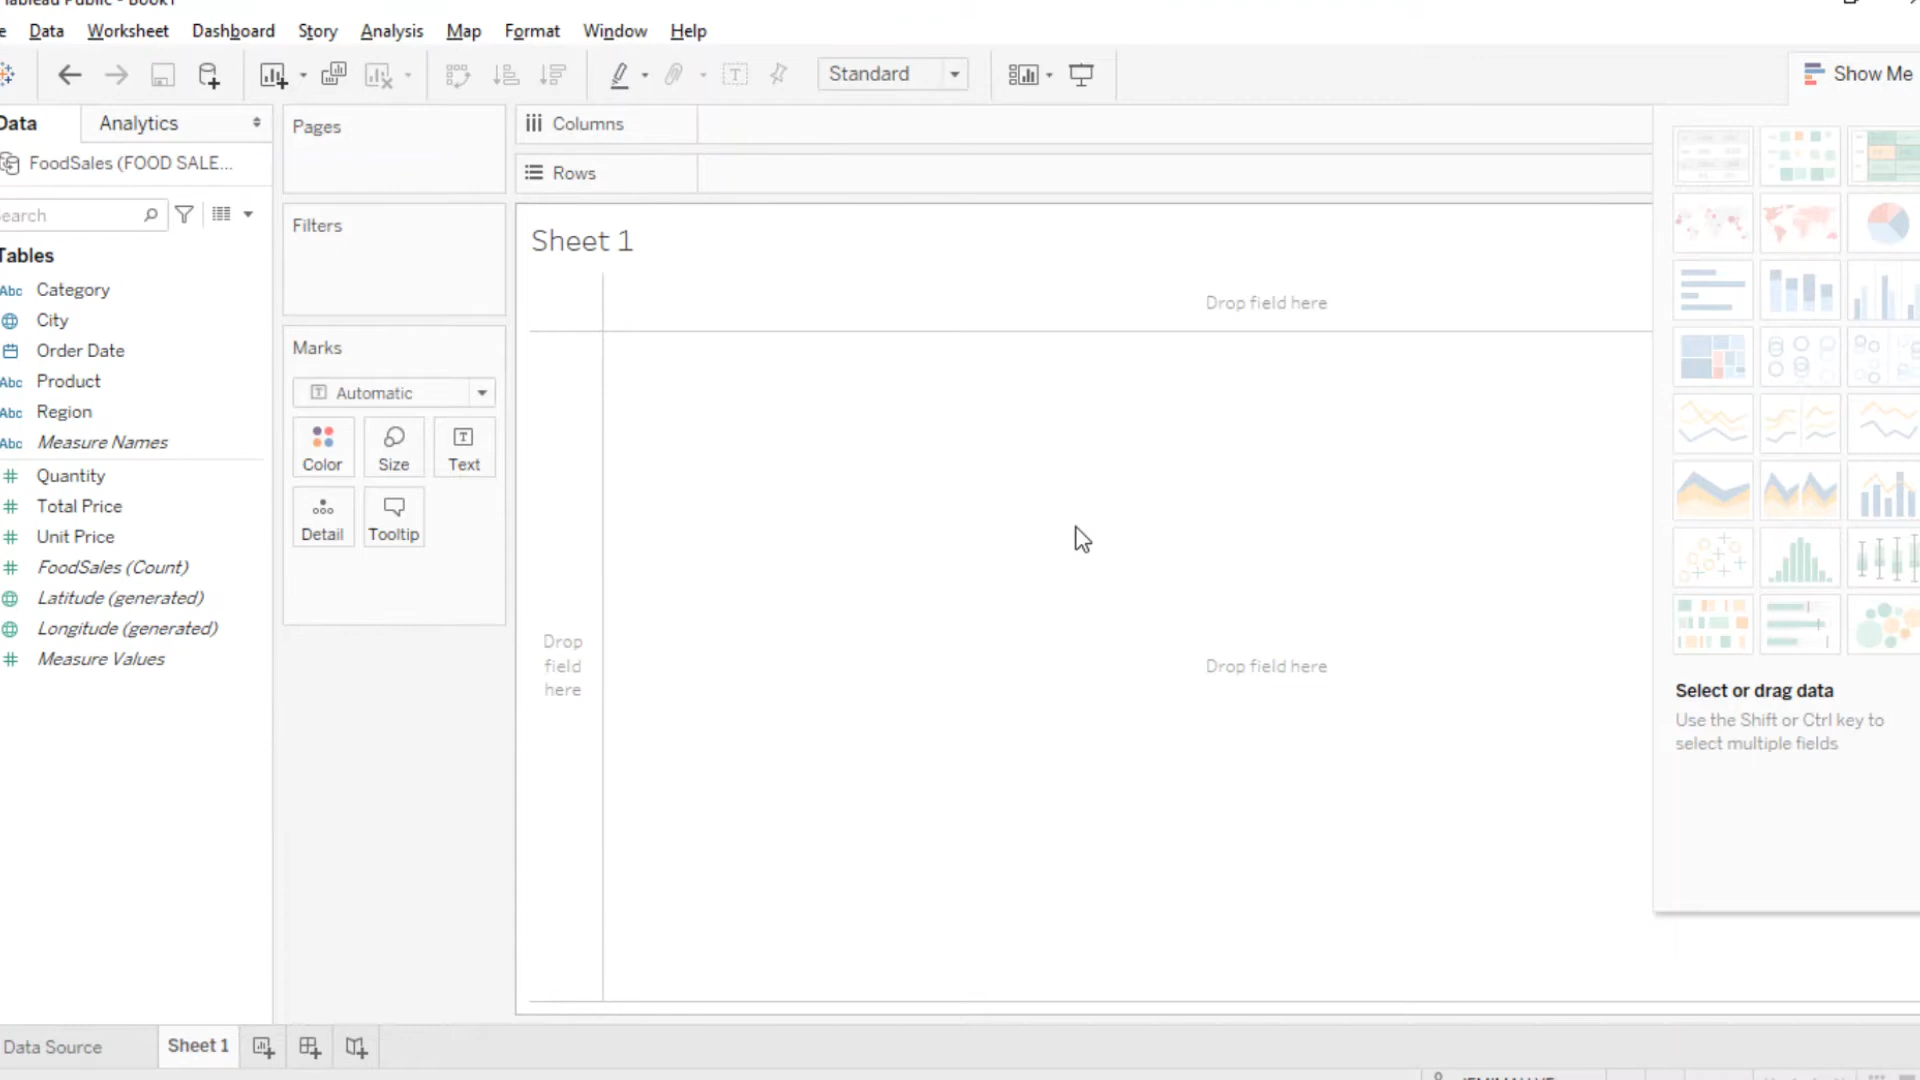 Tableau Public - Book1
Data Worksheet Dashboard Story Analysis Map Format Window Help
Standard
Show Me
Data
Analytics
FoodSales (FOOD SALE...
Search
Tables
Abc Category
City
Order Date
Abc Product
Abc Region
Abc Measure Names
# Quantity
# Total Price
# Unit Price
# FoodSales (Count)
Latitude (generated)
Longitude (generated)
# Measure Values
Pages
Filters
Marks
Automatic
Color Size Text
Detail Tooltip
Columns
Rows
Sheet 1
Drop field here
Drop
field
here
Drop field here
Select or drag data
Use the Shift or Ctrl key to
select multiple fields
Data Source
Sheet 1